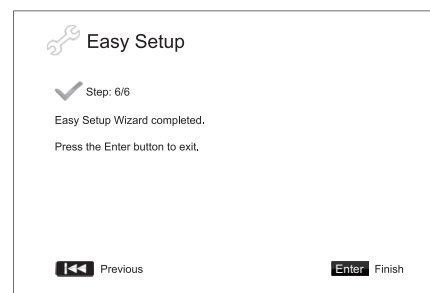 Easy Setup
Step: 6/6
Easy Setup Wizard completed.
Press the Enter button to exit.
Previous
Enter Finish